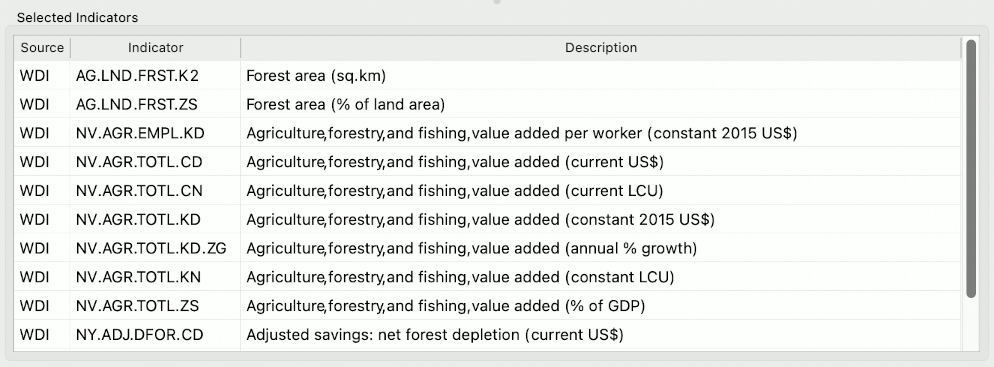 Selected Indicators
Source Indicator Description
WDI AG.LND.FRST.K2 Forest area (sq.km)
WDI AG.LND.FRST.ZS Forest area (% of land area)
WDI NV.AGR.EMPL.KD Agriculture,forestry,and fishing,value added per worker (constant 2015 US$)
WDI NV.AGR.TOTL.CD Agriculture,forestry,and fishing,value added (current US$)
WDI NV.AGR.TOTL.CN Agriculture,forestry,and fishing,value added (current LCU)
WDI NV.AGR.TOTL.KD Agriculture,forestry,and fishing,value added (constant 2015 US$)
WDI NV.AGR.TOTL.KD.ZG Agriculture,forestry,and fishing,value added (annual % growth)
WDI NV.AGR.TOTL.KN Agriculture,forestry,and fishing,value added (constant LCU)
WDI NV.AGR.TOTL.ZS Agriculture,forestry,and fishing,value added (% of GDP)
WDI NY.ADJ.DFOR.CD Adjusted savings: net forest depletion (current US$)